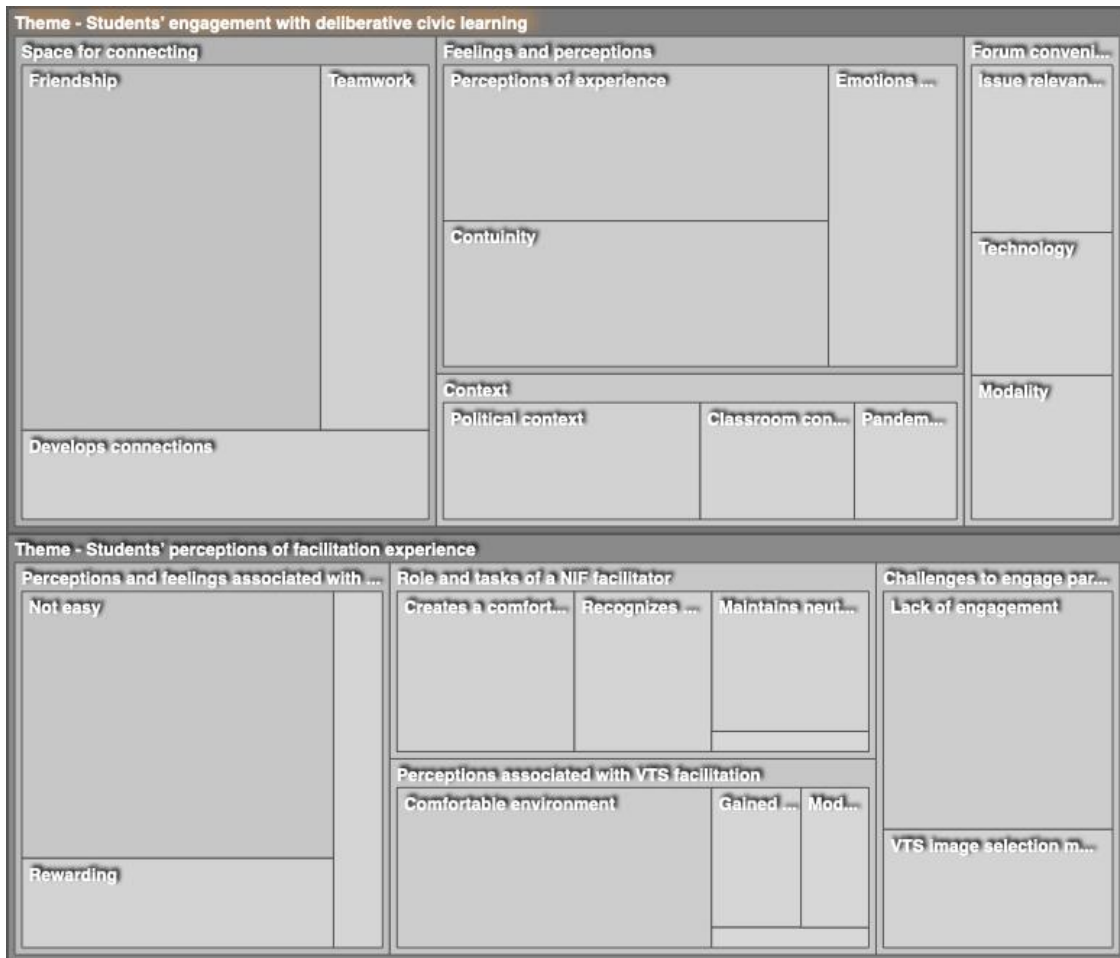 Theme - Students' engagement with deliberative civic learning
Space for connecting
Friendship
Teamwork
Develops connections
Feelings and perceptions
Perceptions of experience
Emotions ...
Contuinity
Context
Political context
Classroom con...
Pandem...
Forum conveni...
Issue relevan...
Technology
Modality
Theme - Students' perceptions of facilitation experience
Perceptions and feelings associated with ...
Not easy
Rewarding
Role and tasks of a NIF facilitator
Creates a comfort...
Recognizes ...
Maintains neut...
Perceptions associated with VTS facilitation
Comfortable environment
Gained ...
Mod...
Challenges to engage par...
Lack of engagement
VTS image selection m...